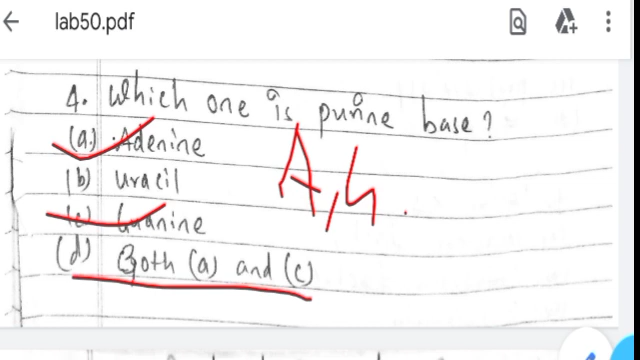 lab50.pdf
4. Which one is purine base?
(a) Adenine
A, G.
(b) Uracil
(c) Guanine
(d) Both (a) and (c)